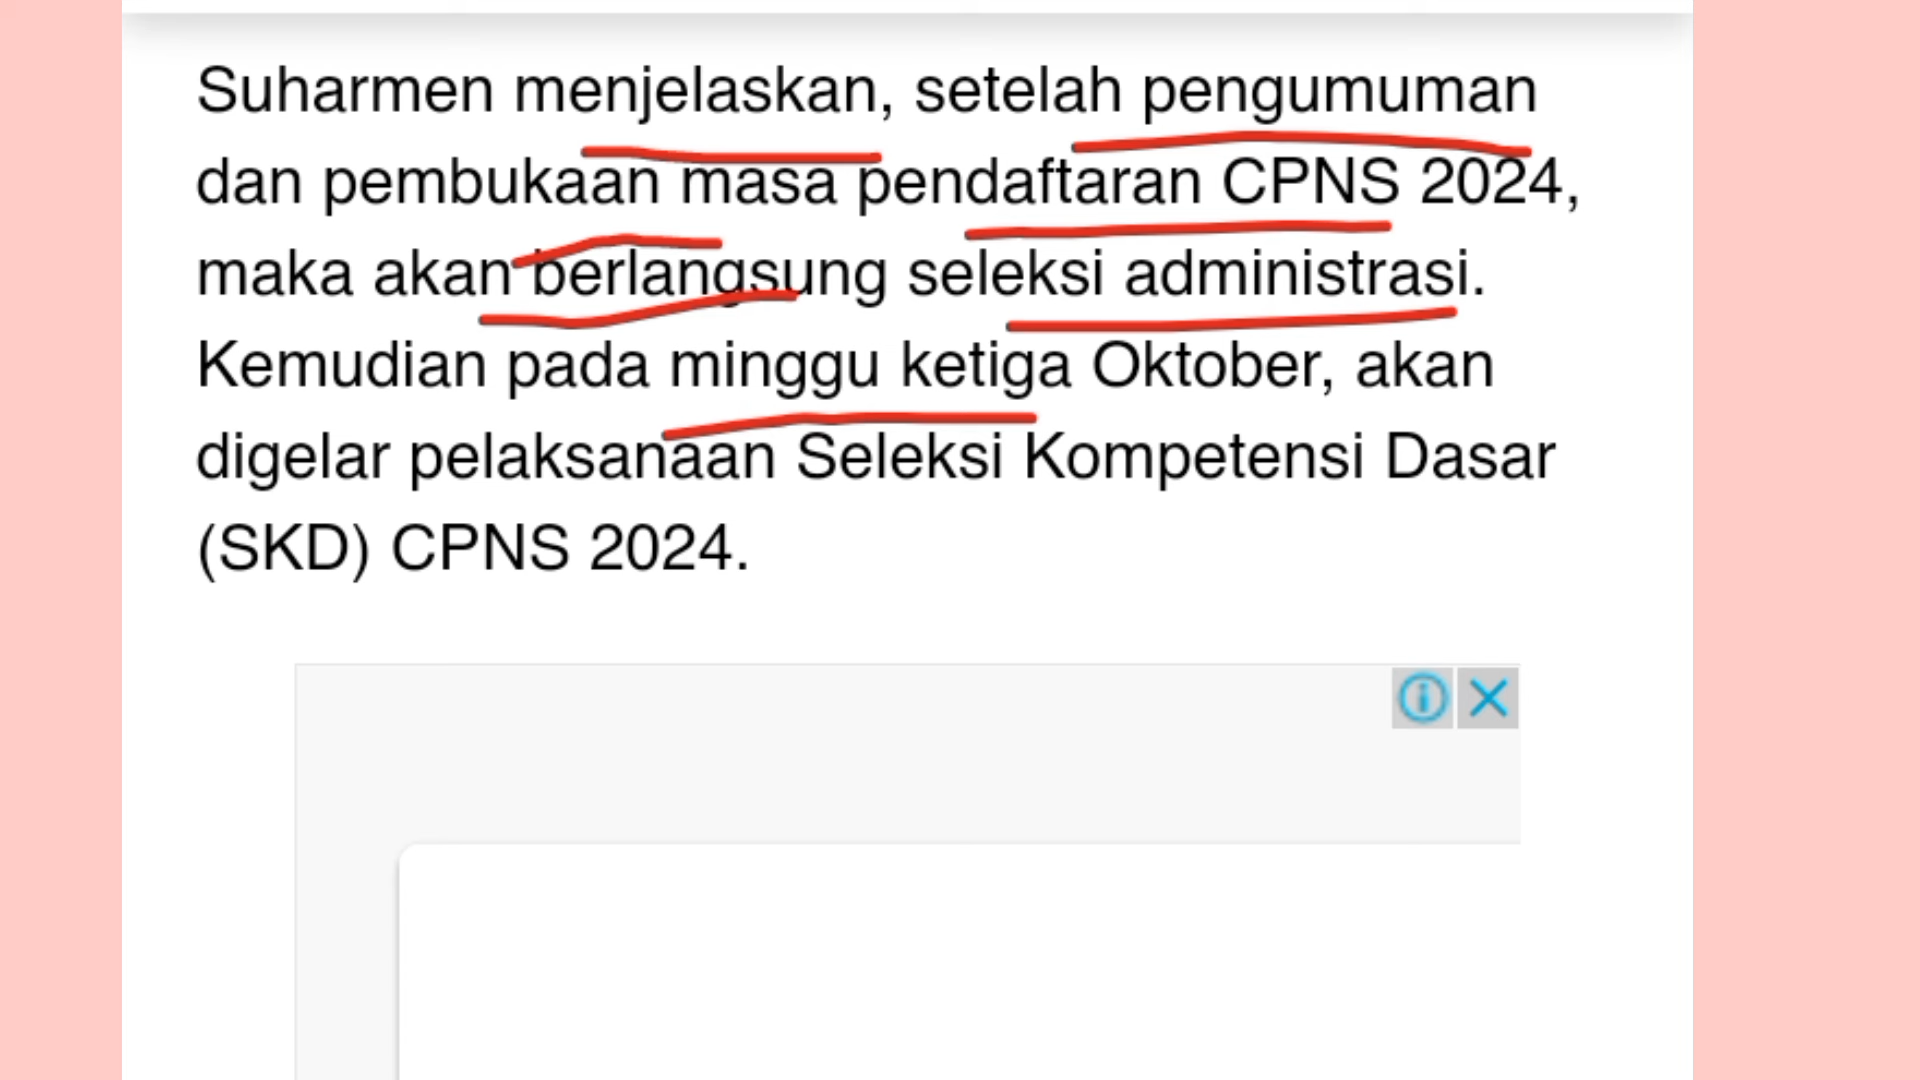 Suharmen menjelaskan, setelah pengumuman
dan pembukaan masa pendaftaran CPNS 2024,
maka akan berlangsung seleksi administrasi.
Kemudian pada minggu ketiga Oktober, akan
digelar pelaksanaan Seleksi Kompetensi Dasar
(SKD) CPNS 2024.